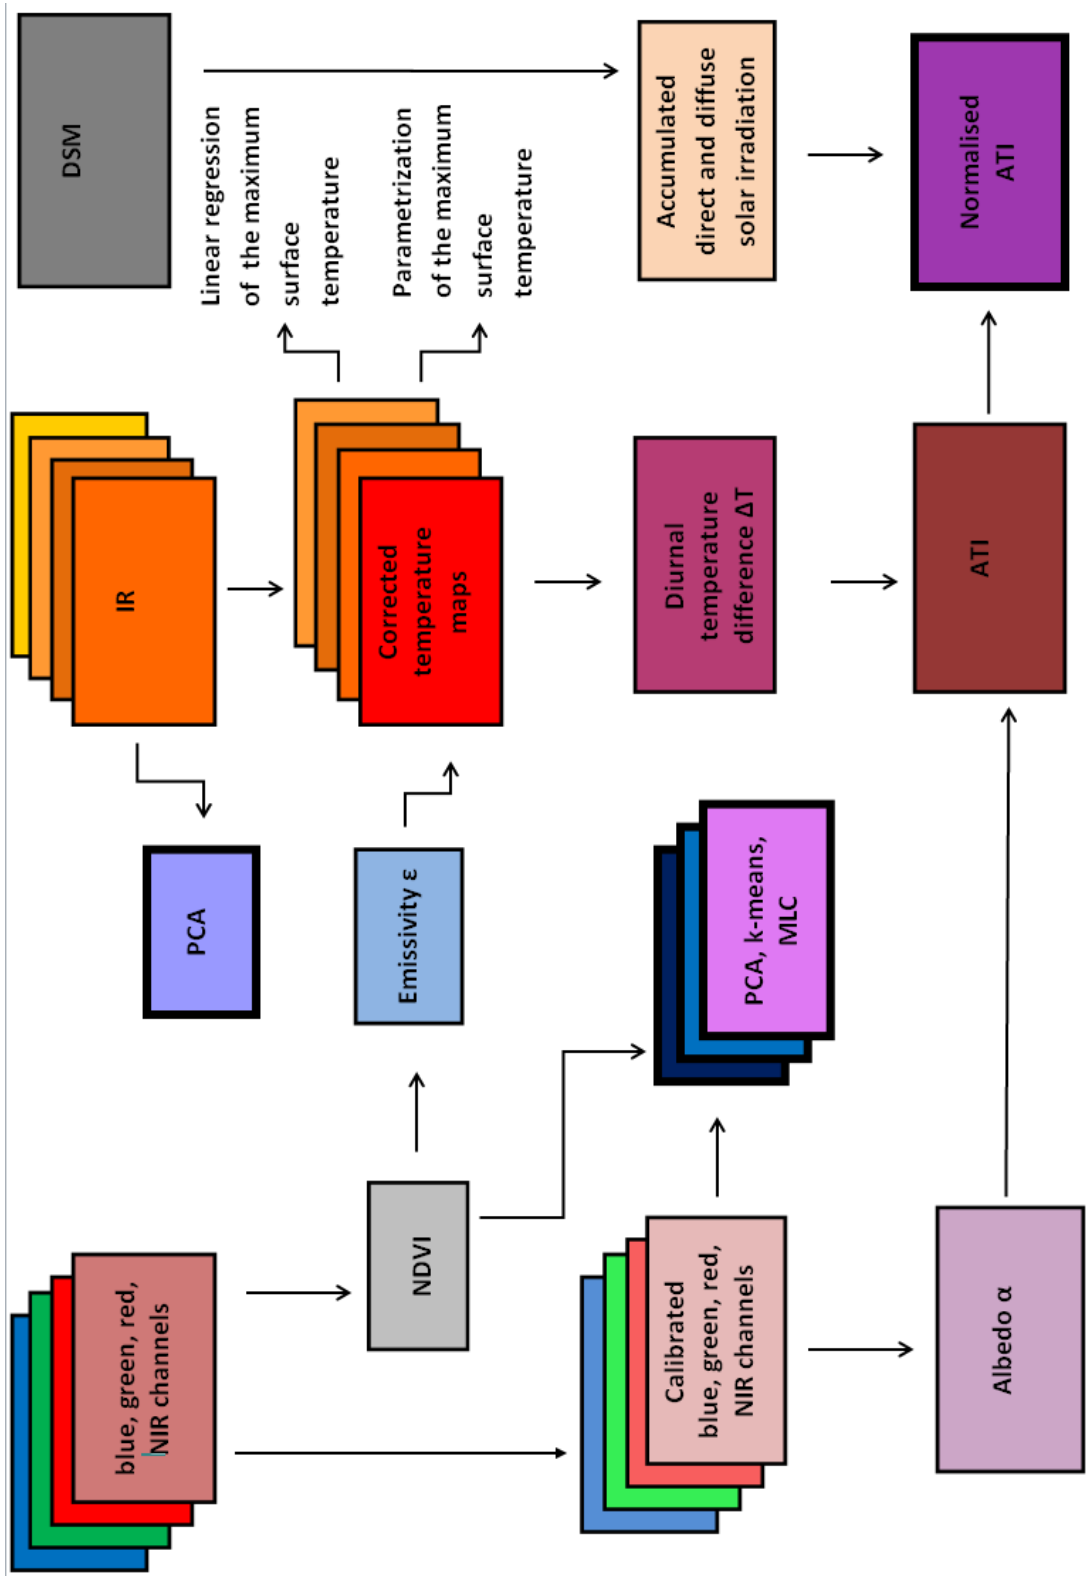 blue, green, red,
NIR channels
IR
DSM
PCA
Linear regression
of the maximum
surface
temperature
NDVI
Emissivity ε
Corrected
temperature
maps
Parametrization
of the maximum
surface
temperature
Calibrated
blue, green, red,
NIR channels
PCA, k-means,
MLC
Diurnal
temperature
difference ΔT
Accumulated
direct and diffuse
solar irradiation
Albedo α
ATI
Normalised
ATI